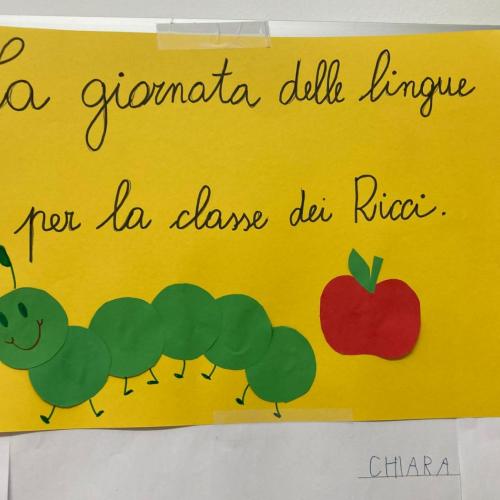 La giornata delle lingue
per la classe dei Ricci.
CHIARA